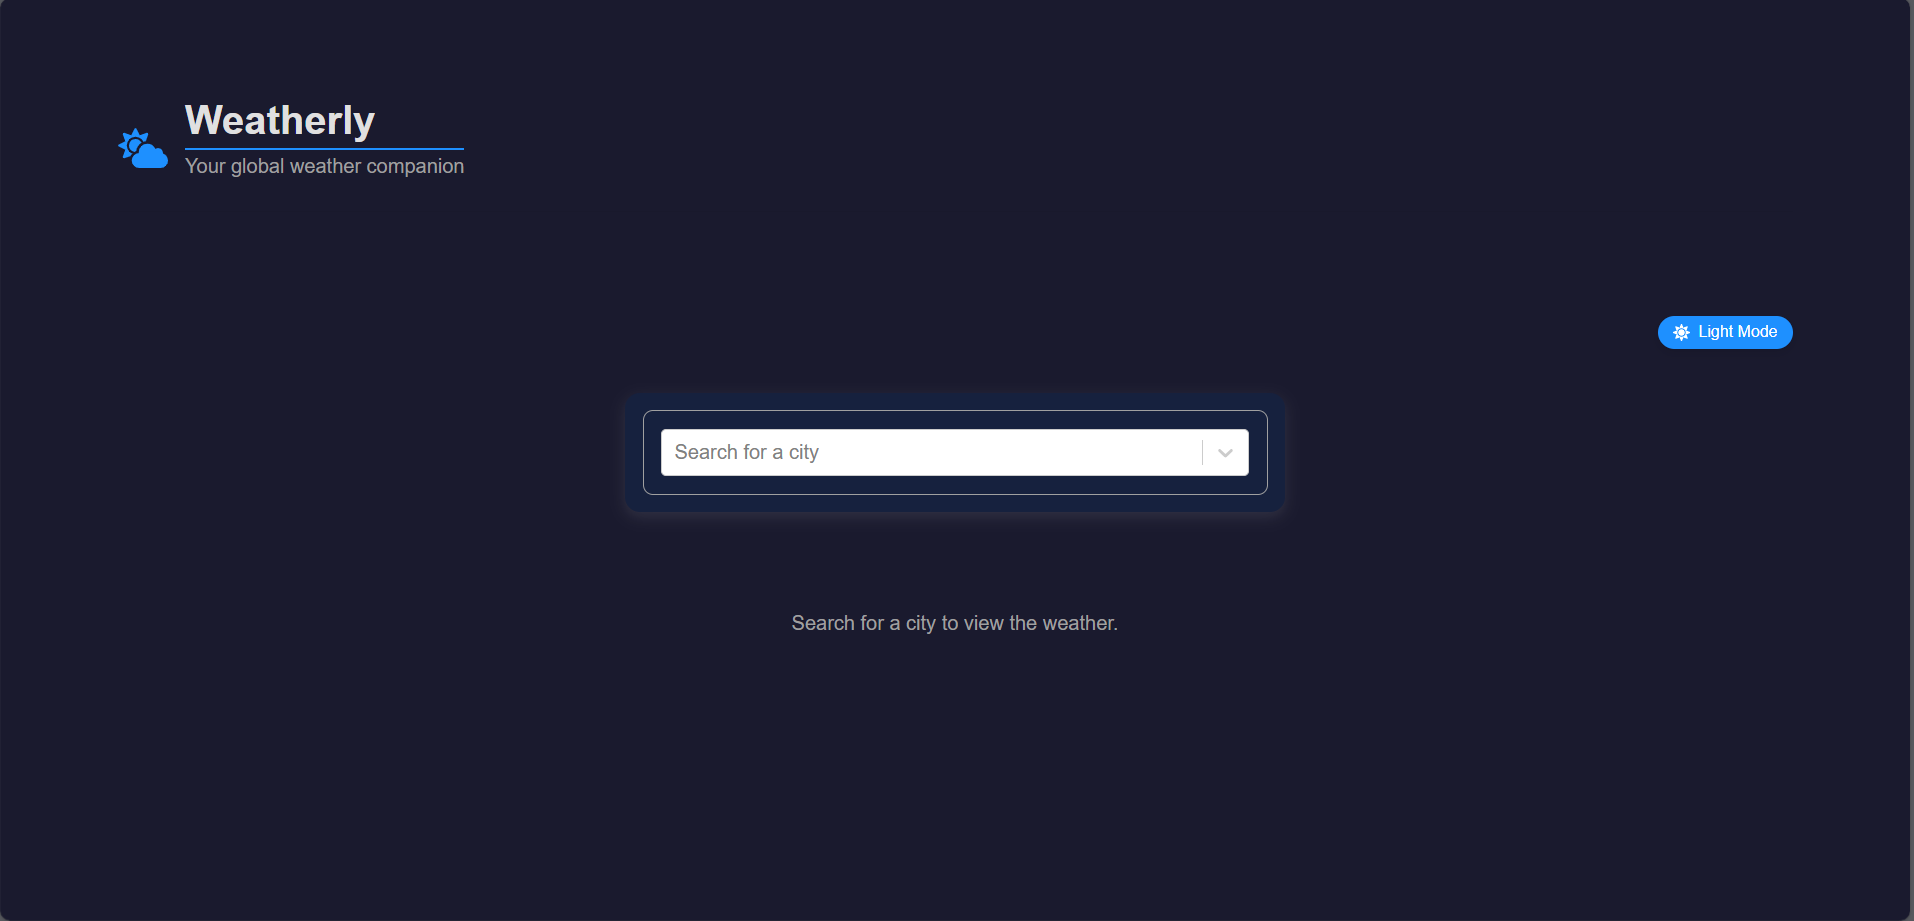 Weatherly
Your global weather companion
Light Mode
Search for a city
Search for a city to view the weather.